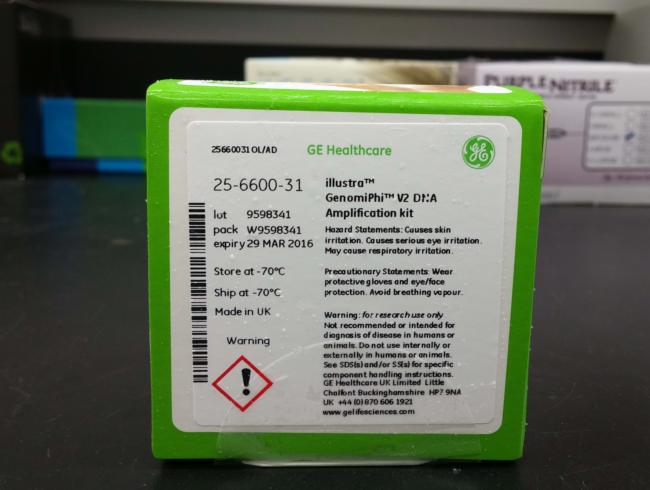 PURPLE NITRILE
25660031OL/AD
GE Healthcare
GE
25-6600-31
illustra™
GenomiPhi™ V2 DNA
Amplification kit
lot 9598341
pack W9598341
expiry 29 MAR 2016
Hazard Statements: Causes skin
irritation. Causes serious eye irritation.
May cause respiratory irritation.
Store at -70°C
Ship at -70°C
Made in UK
Precautionary Statements: Wear
protective gloves and eye/face
protection. Avoid breathing vapour.
Warning
Warning: for research use only
Not recommended or intended for
diagnosis of disease in humans or
animals. Do not use internally or
externally in humans or animals.
See SDS(s) and/or SS(s) for specific
component handling instructions.
GE Healthcare UK Limited Little
Chalfont Buckinghamshire HP7 9NA
UK +44 (0) 870 606 1921
www.gelifesciences.com